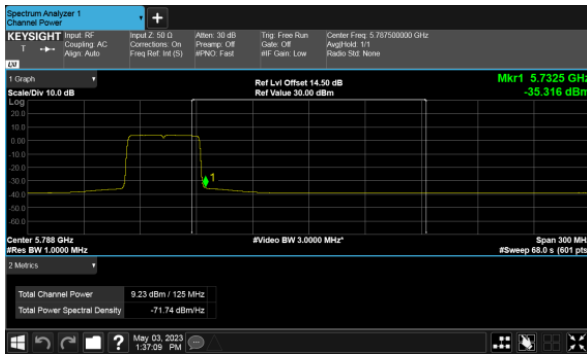 Spectrum Analyzer 1
Channel Power
+
KEYSIGHT
T
LXI
Input: RF
Coupling: AC
Align: Auto
Input Z: 50 Ω
Corrections: On
Freq Ref: Int (S)
Atten: 30 dB
Preamp: Off
#PNO: Fast
Trig: Free Run
Gate: Off
#IF Gain: Low
Center Freq: 5.787500000 GHz
Avg|Hold: 1/1
Radio Std: None
1 Graph
Scale/Div 10.0 dB
Ref Lvl Offset 14.50 dB
Ref Value 30.00 dBm
Mkr1 5.7325 GHz
-35.316 dBm
Log
20.0
10.0
0.00
-10.0
-20.0
-30.0
-40.0
-50.0
-60.0
1
Center 5.788 GHz
#Res BW 1.0000 MHz
#Video BW 3.0000 MHz*
Span 300 MHz
#Sweep 68.0 s (601 pts)
2 Metrics
Total Channel Power 9.23 dBm / 125 MHz
Total Power Spectral Density -71.74 dBm/Hz
?
May 03, 2023
1:37:09 PM